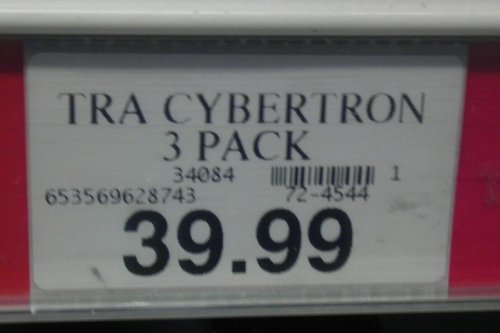 TRA CYBERTRON
3 PACK
34084 1
653569628743 72-4544
39.99